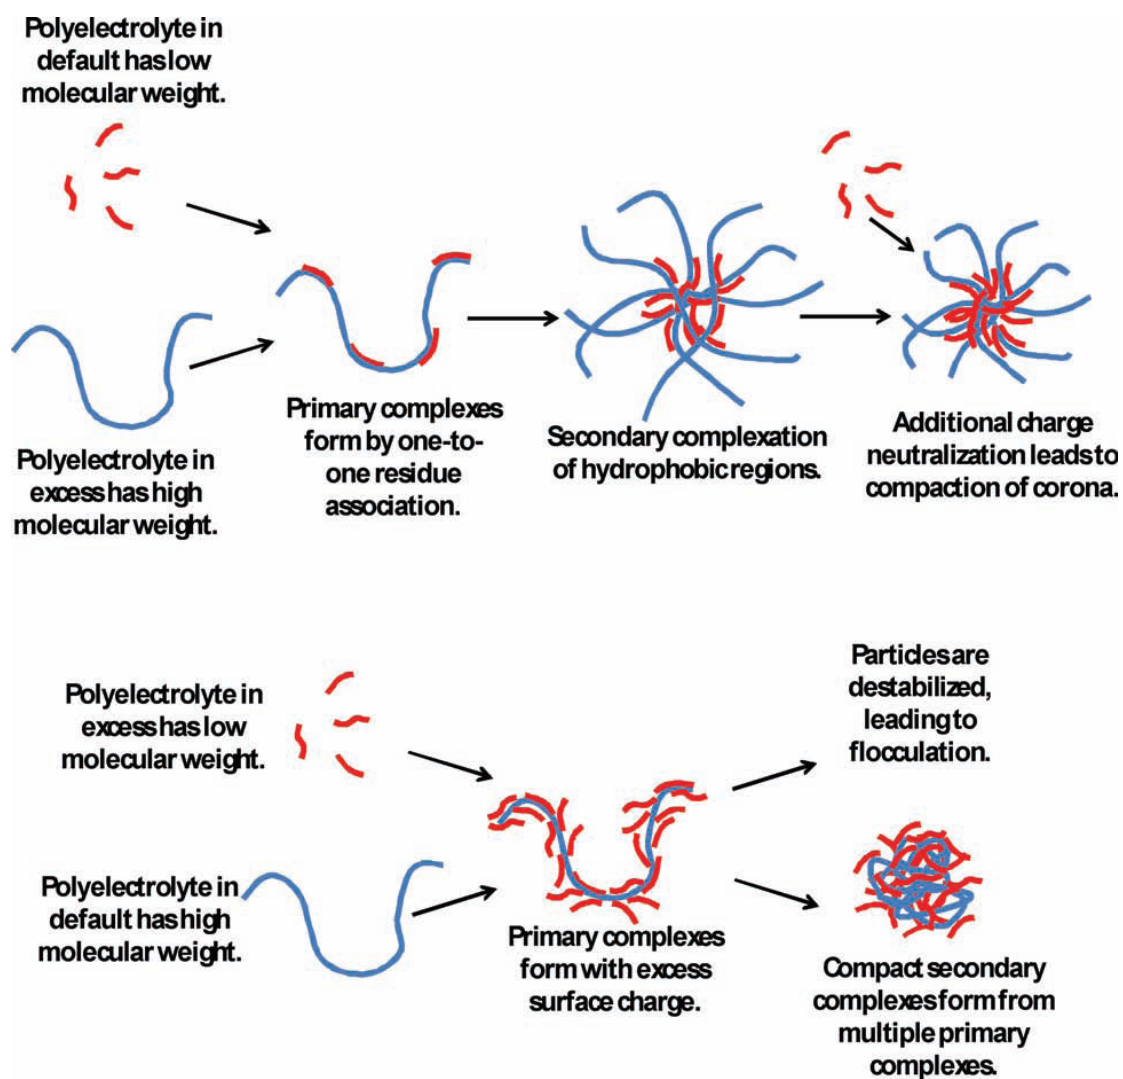 Polyelectrolyte in
default has low
molecular weight.
Polyelectrolyte in
excess has high
molecular weight.
Primary complexes
form by one-to-
one residue
association.
Secondary complexation
of hydrophobic regions.
Additional charge
neutralization leads to
compaction of corona.
Polyelectrolyte in
excess has low
molecular weight.
Polyelectrolyte in
default has high
molecular weight.
Primary complexes
form with excess
surface charge.
Particles are
destabilized,
leading to
flocculation.
Compact secondary
complexes form from
multiple primary
complexes.